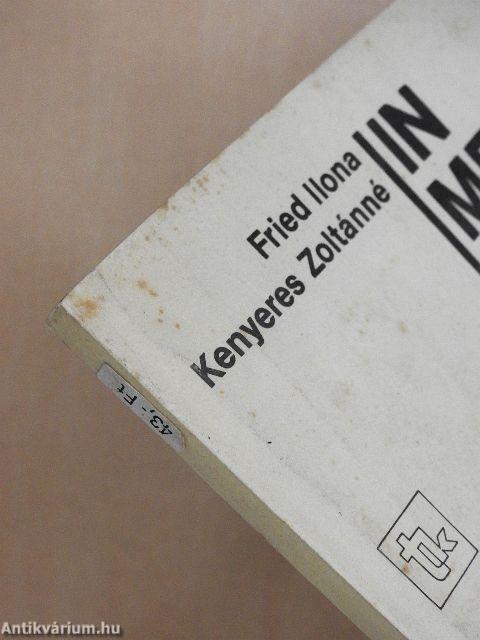 Fried Ilona
Kenyeres Zoltánné
IN
43,- Ft
tk
Antikvárium.hu